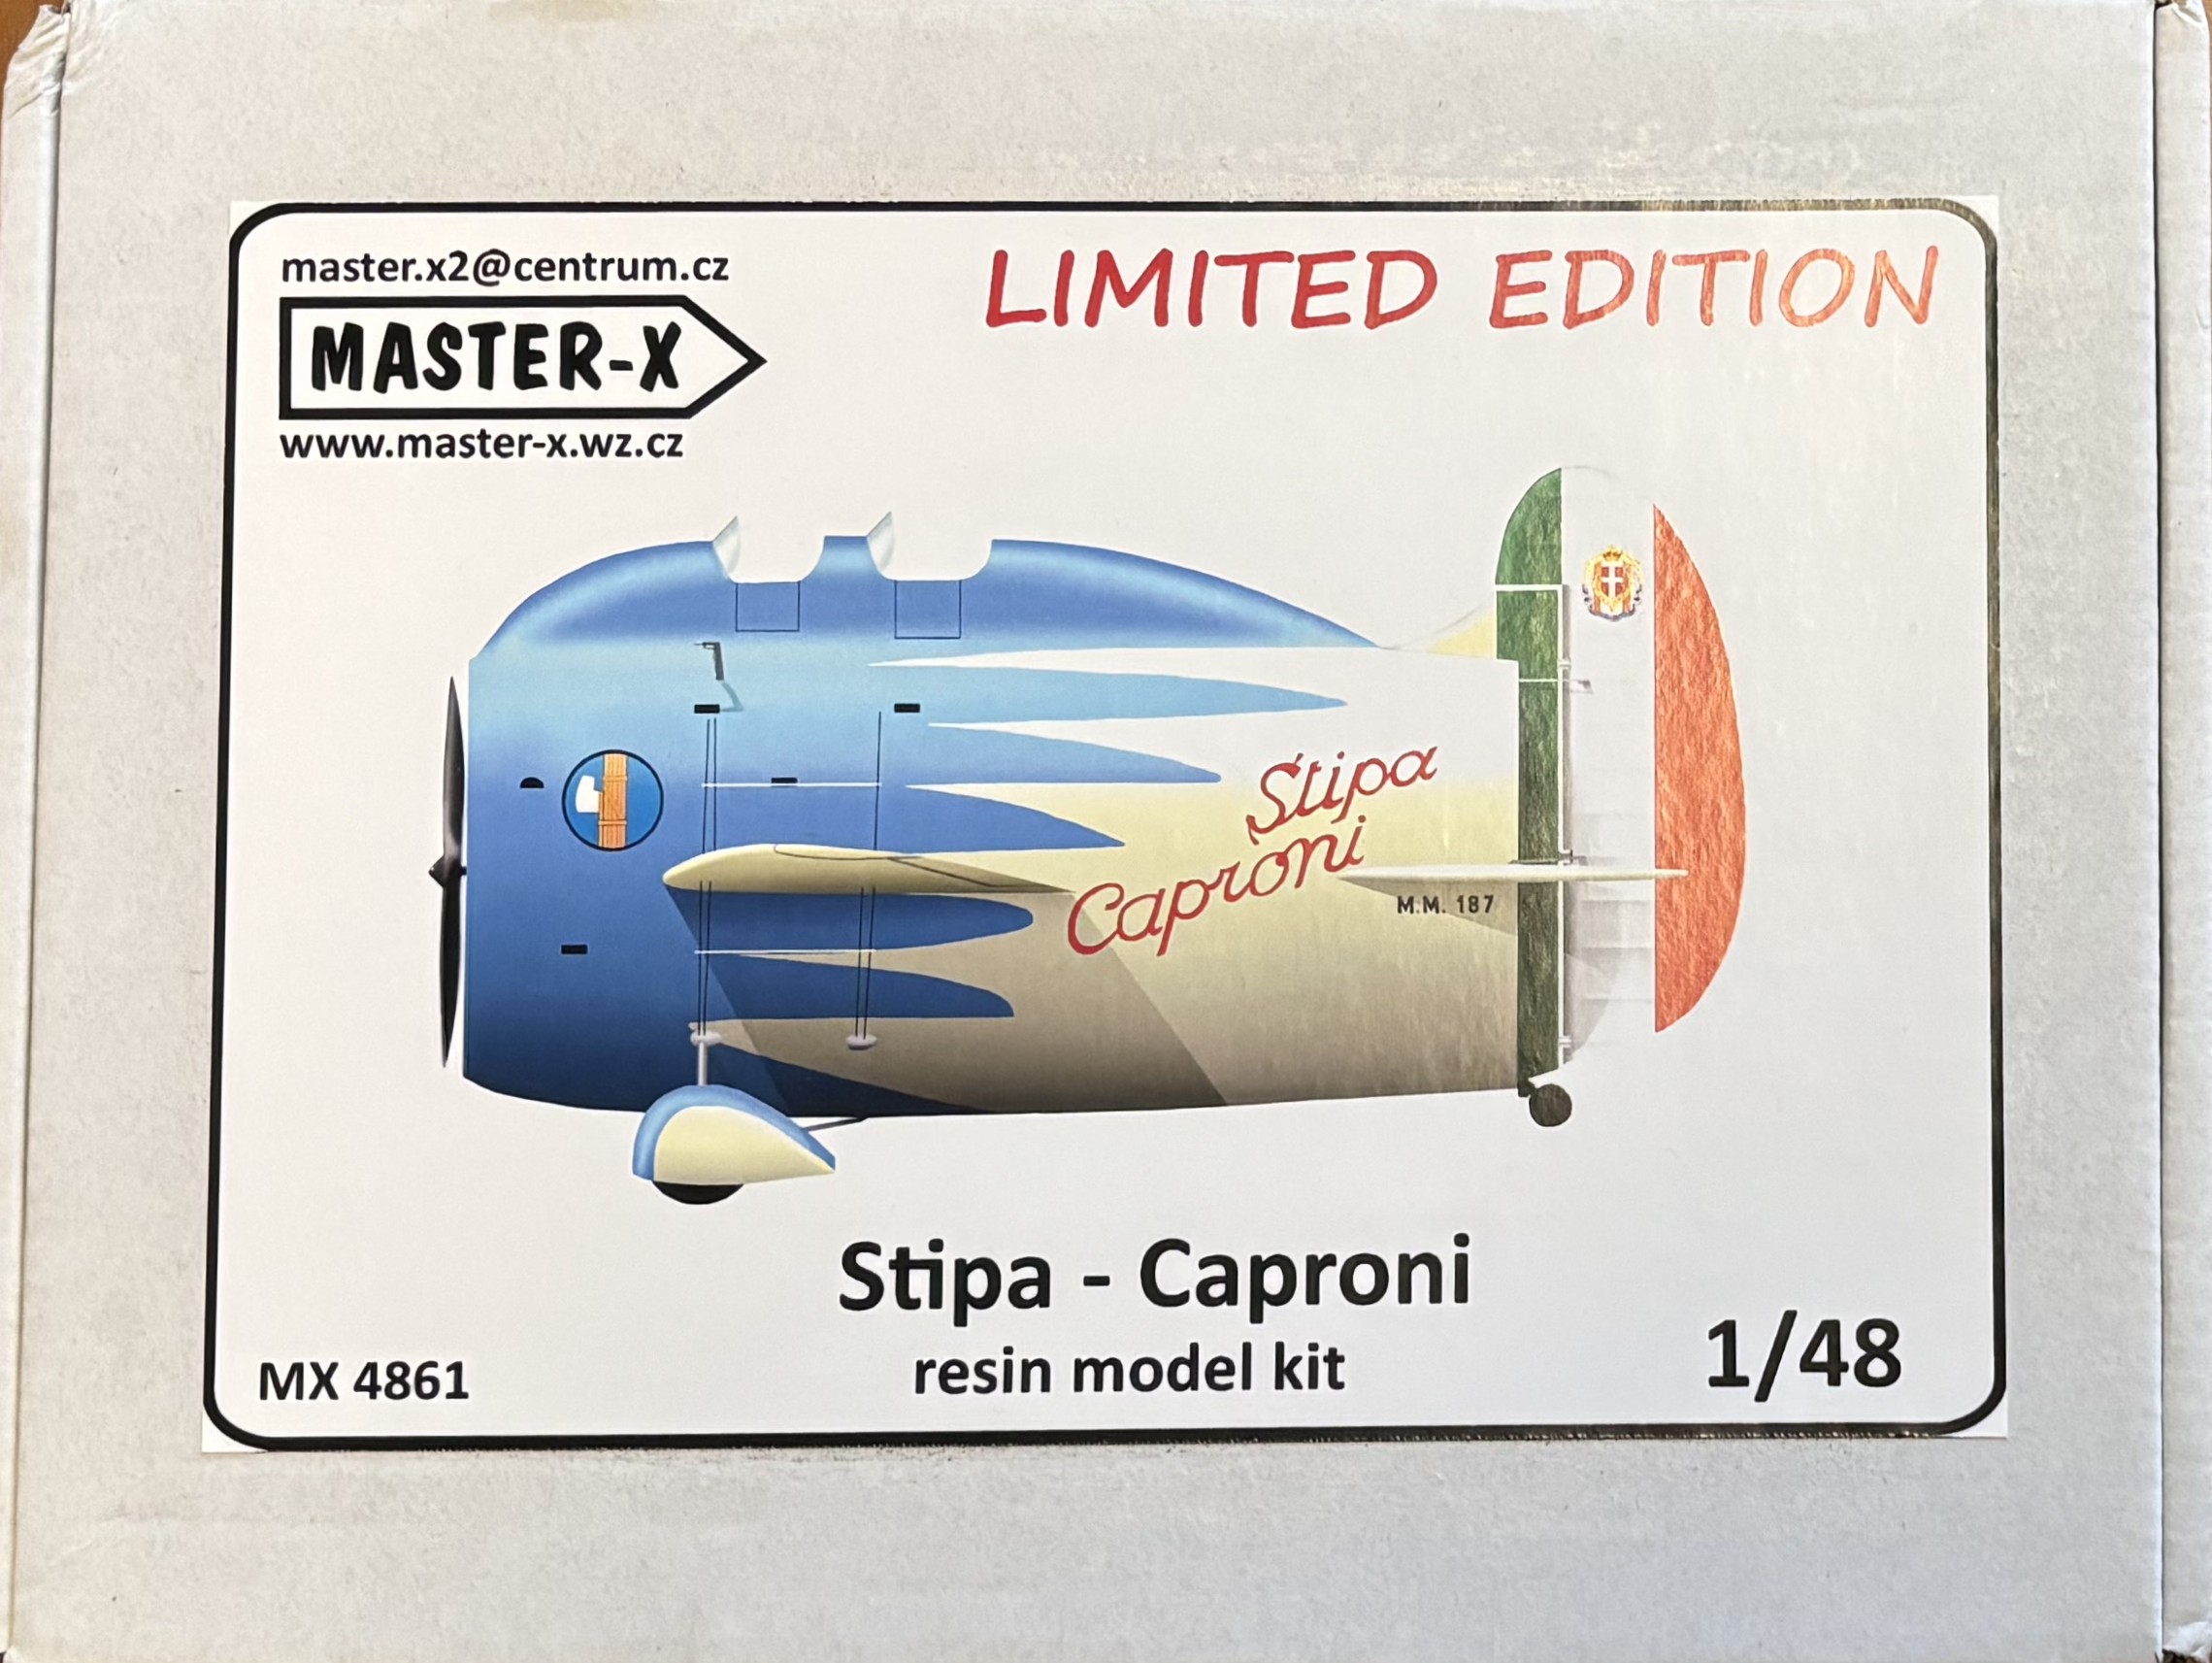 master.x2@centrum.cz
LIMITED EDITION
MASTER-X
www.master-x.wz.cz
Stipa
Caproni
M.M. 187
Stipa - Caproni
resin model kit
MX 4861
1/48